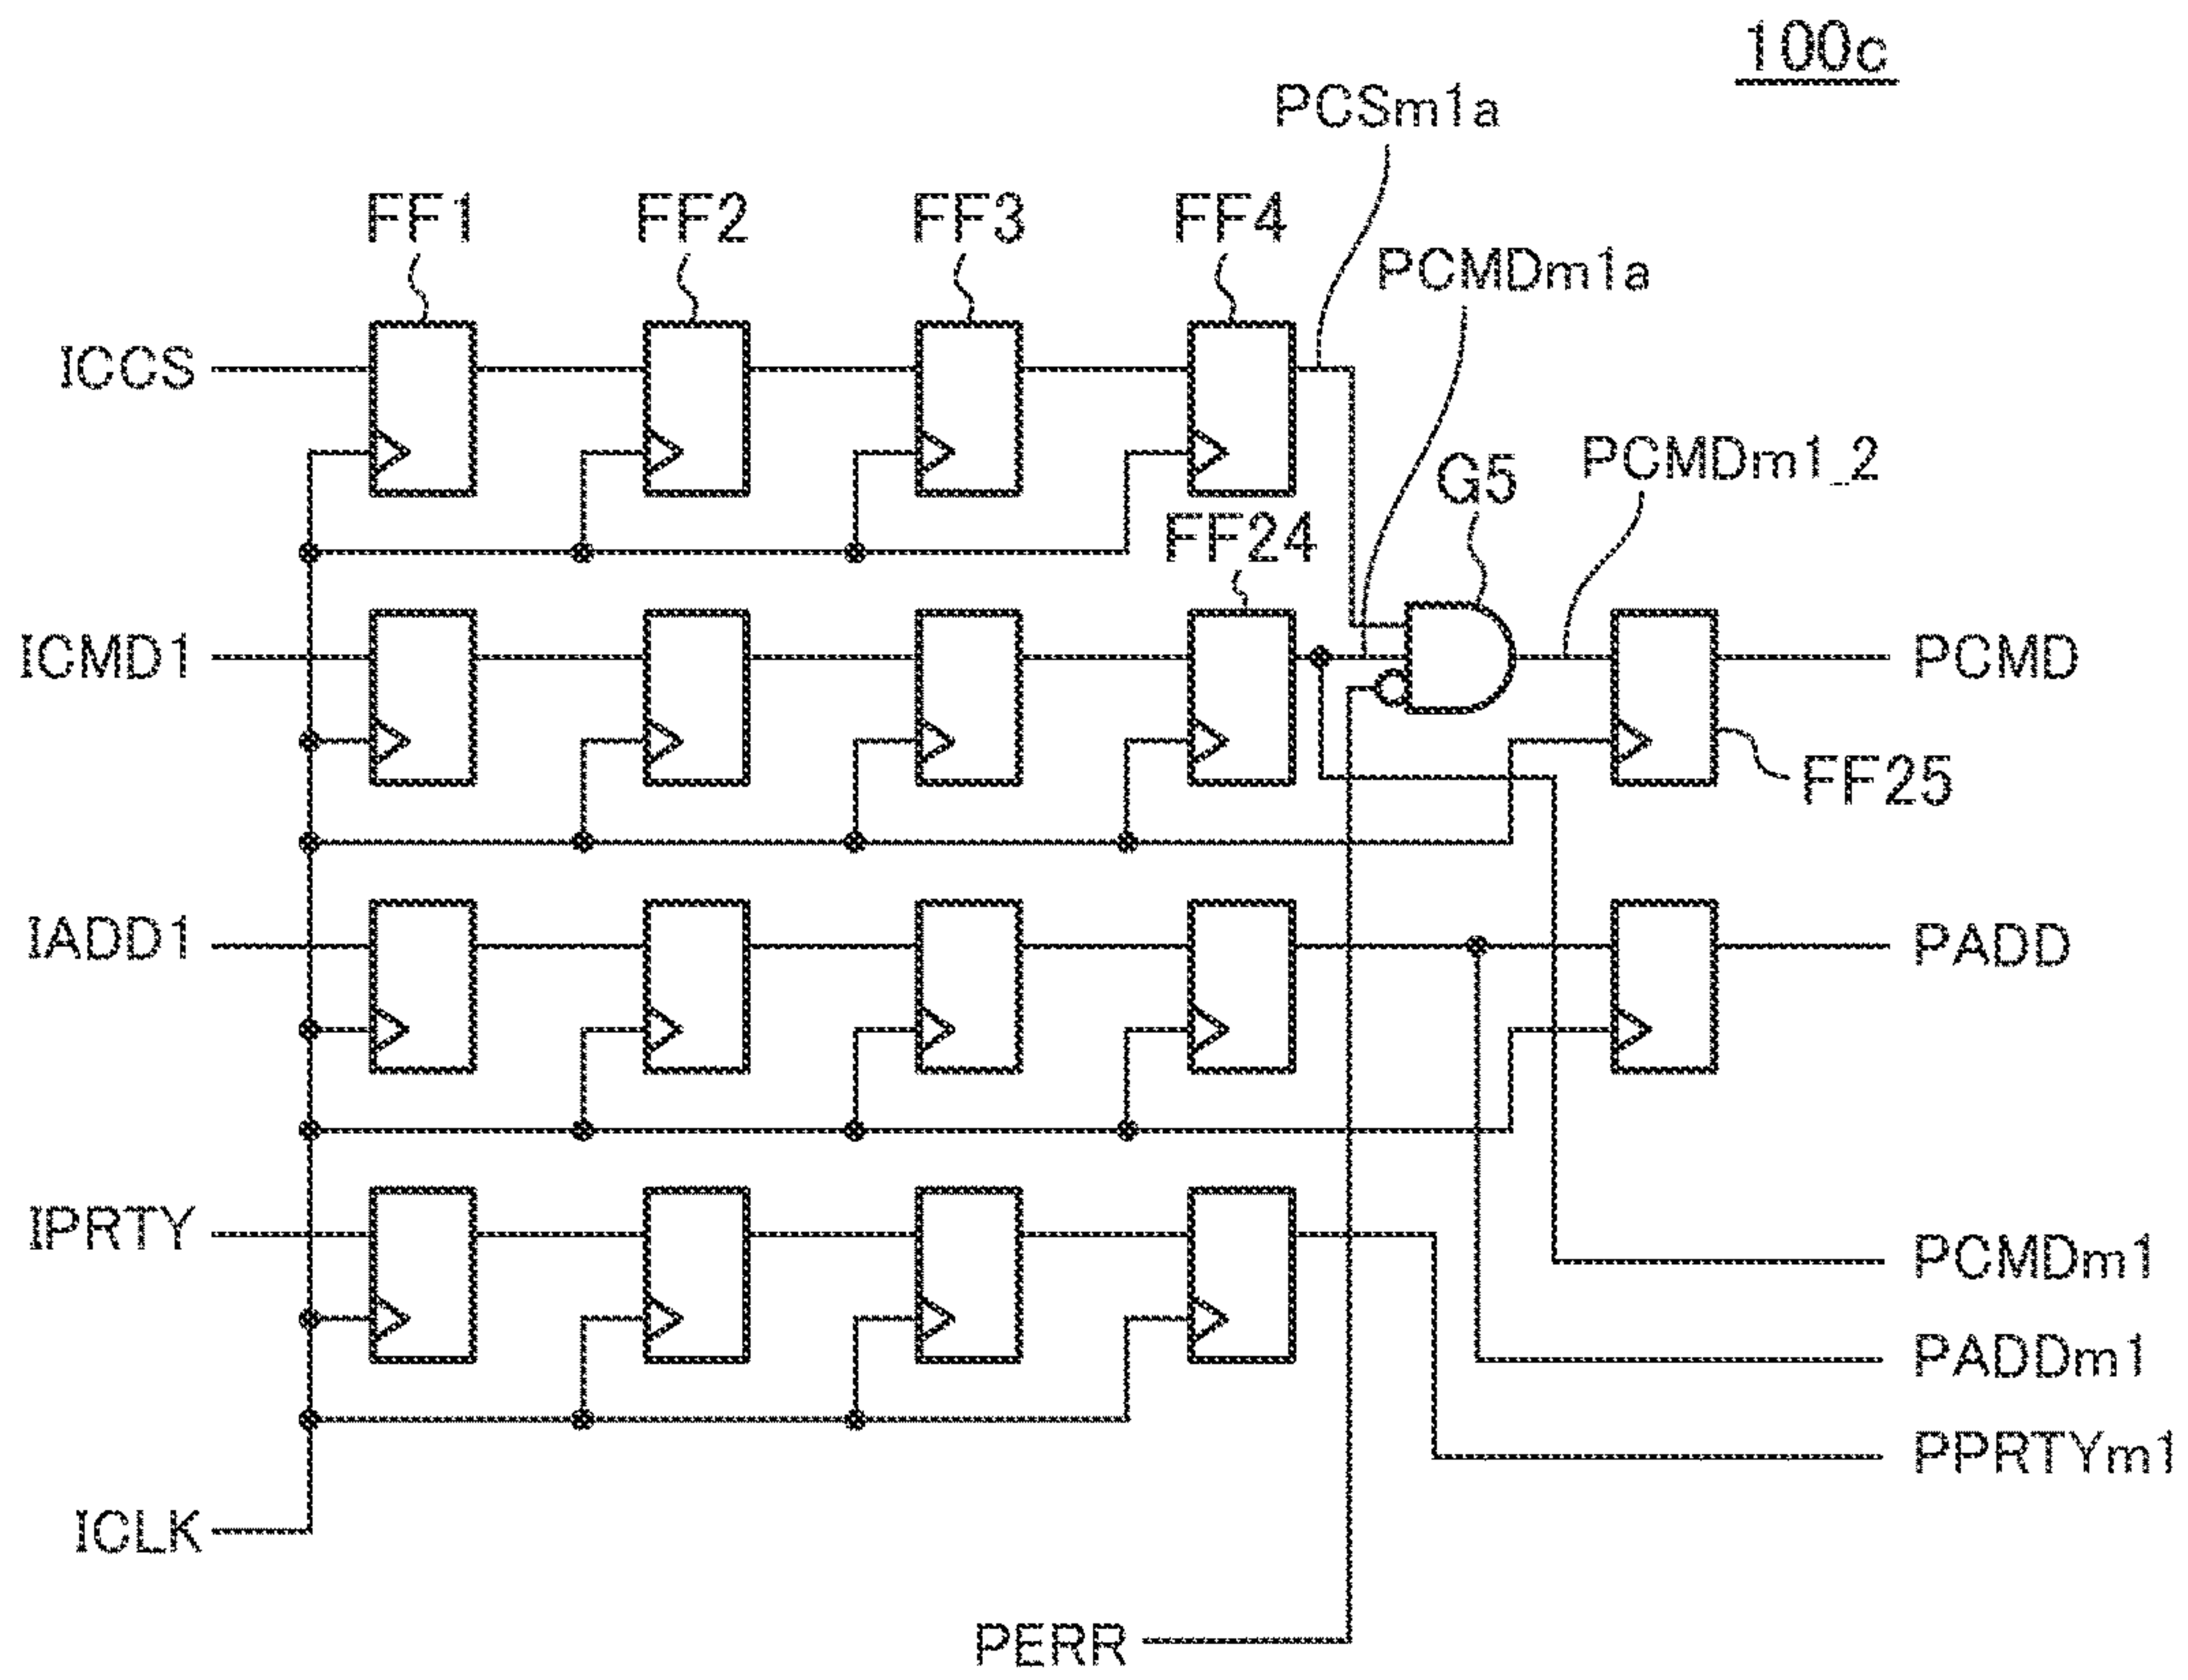 100c
PCSm1a
FF1
FF2
FF3
FF4
PCMDm1a
ICCS
G5
PCMDm1_2
FF24
ICMD1
PCMD
FF25
IADD1
PADD
IPRTY
PCMDm1
PADDm1
PPRTYm1
ICLK
PERR